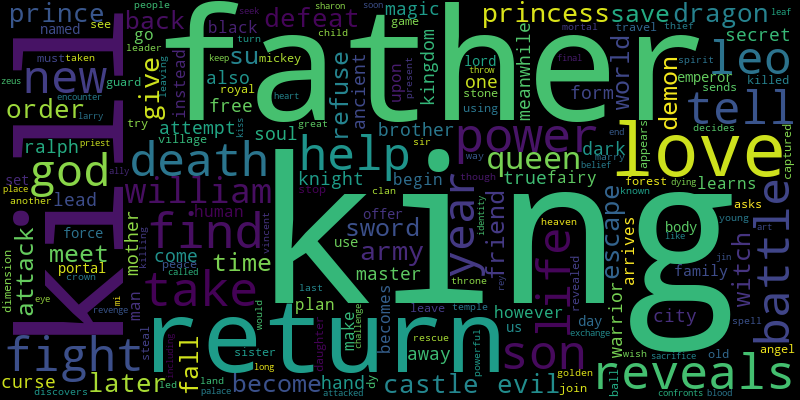 prince
people
named
see
back
father
defeat
magic
princess
save
dragon
must
taken
go
black
mickey
game
kingdom
travel
thief
secret
leader
turn
child
sharon
seek
soon
leaf
new
zeus
guard
give
instead
su
keep
royal
ancient
refuse
upon
meanwhile
lord
one
stone
using
throw
final
world
mortal
emperor
sends
spirit
leo
killed
demon
form
tell
order
encounter
larry
try
also
free
attempt
village
soul
heart
kiss
great
brother
sir
present
power
queen
way
end
decides
dark
marry
belief
love
appears
captured
kill
god
ralph
priest
ally
death
help
knight
begin
true
fairy
though
clan
stop
forest
dying
learns
known
set
place
another
lead
william
human
sword
year
friend
identity
heaven
escape
body
asks
young
like
jin
art
witch
battle
attack
meet
force
mother
killing
find
vincent
offer
use
army
king
life
arrives
family
revealed
dimension
portal
come
peace
called
time
master
throne
rey
warrior
city
eye
crown
revenge
mi
man
take
last
plan
becomes
leave
temple
however
us
day
exchange
spell
fight
steal
return
would
daughter
make
challenge
rescue
away
powerful
son
ball
wish
sacrifice
old
angel
curse
discovers
later
led
fall
include
land
palace
sister
long
become
hand
attacked
dy
castle
evil
golden
join
g
reveals
confronts
blood